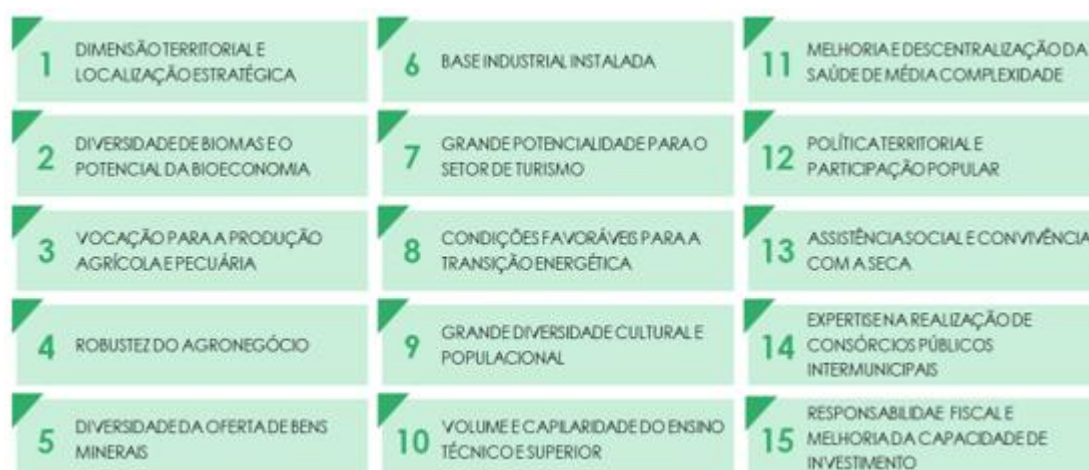 1
DIMENSÃO TERRITORIAL E
LOCALIZAÇÃO ESTRATÉGICA
2
DIVERSIDADE DE BIOMAS E O
POTENCIAL DA BIOECONOMIA
3
VOCAÇÃO PARA A PRODUÇÃO
AGRÍCOLA E PECUÁRIA
4
ROBUSTEZ DO AGRONEGÓCIO
5
DIVERSIDADE DA OFERTA DE BENS
MINERAIS
6
BASE INDUSTRIAL INSTALADA
7
GRANDE POTENCIALIDADE PARA O
SETOR DE TURISMO
8
CONDIÇÕES FAVORÁVEIS PARA A
TRANSIÇÃO ENERGÉTICA
9
GRANDE DIVERSIDADE CULTURAL E
POPULACIONAL
10
VOLUME E CAPILARIDADE DO ENSINO
TÉCNICO E SUPERIOR
11
MELHORIA E DESCENTRALIZAÇÃO DA
SAÚDE DE MÉDIA COMPLEXIDADE
12
POLÍTICA TERRITORIAL E
PARTICIPAÇÃO POPULAR
13
ASSISTÊNCIA SOCIAL E CONVIVÊNCIA
COM A SECA
14
EXPERTISE NA REALIZAÇÃO DE
CONSÓRCIOS PÚBLICOS
INTERMUNICIPAIS
15
RESPONSABILIDAE FISCAL E
MELHORIA DA CAPACIDADE DE
INVESTIMENTO